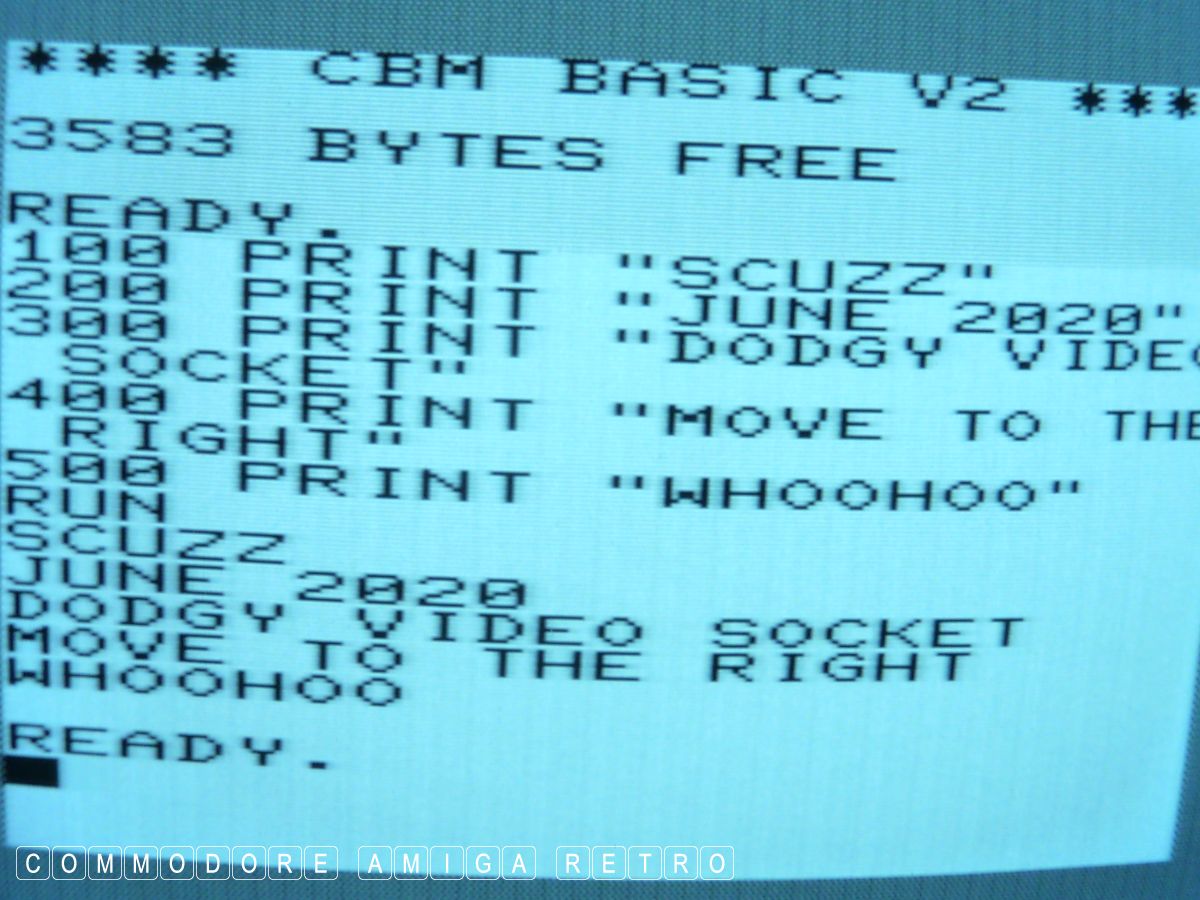 **** CBM BASIC V2 ***
3583 BYTES FREE
READY.
100 PRINT "SCUZZ"
200 PRINT "JUNE 2020"
300 PRINT "DODGY VIDEO
SOCKET"
400 PRINT "MOVE TO THE
RIGHT"
500 PRINT "WHOOHOO"
RUN
SCUZZ
JUNE 2020
DODGY VIDEO SOCKET
MOVE TO THE RIGHT
WHOOHOO
READY.
COMMODORE AMIGA RETRO